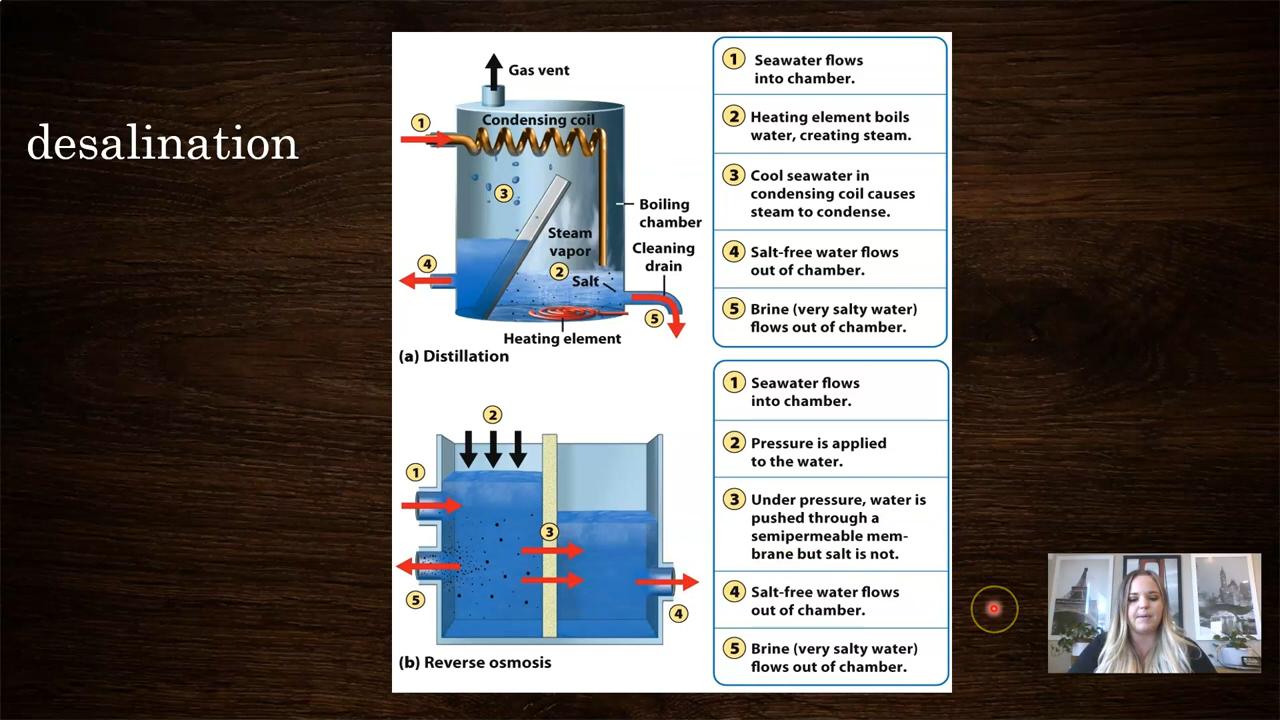 desalination
Gas vent
1
Condensing coil
3
Boiling
chamber
Steam
vapor
Cleaning
drain
4
2
Salt
5
Heating element
(a) Distillation
1 Seawater flows
into chamber.
2 Heating element boils
water, creating steam.
3 Cool seawater in
condensing coil causes
steam to condense.
4 Salt-free water flows
out of chamber.
5 Brine (very salty water)
flows out of chamber.
2
1
3
5
4
(b) Reverse osmosis
1 Seawater flows
into chamber.
2 Pressure is applied
to the water.
3 Under pressure, water is
pushed through a
semipermeable mem-
brane but salt is not.
4 Salt-free water flows
out of chamber.
5 Brine (very salty water)
flows out of chamber.